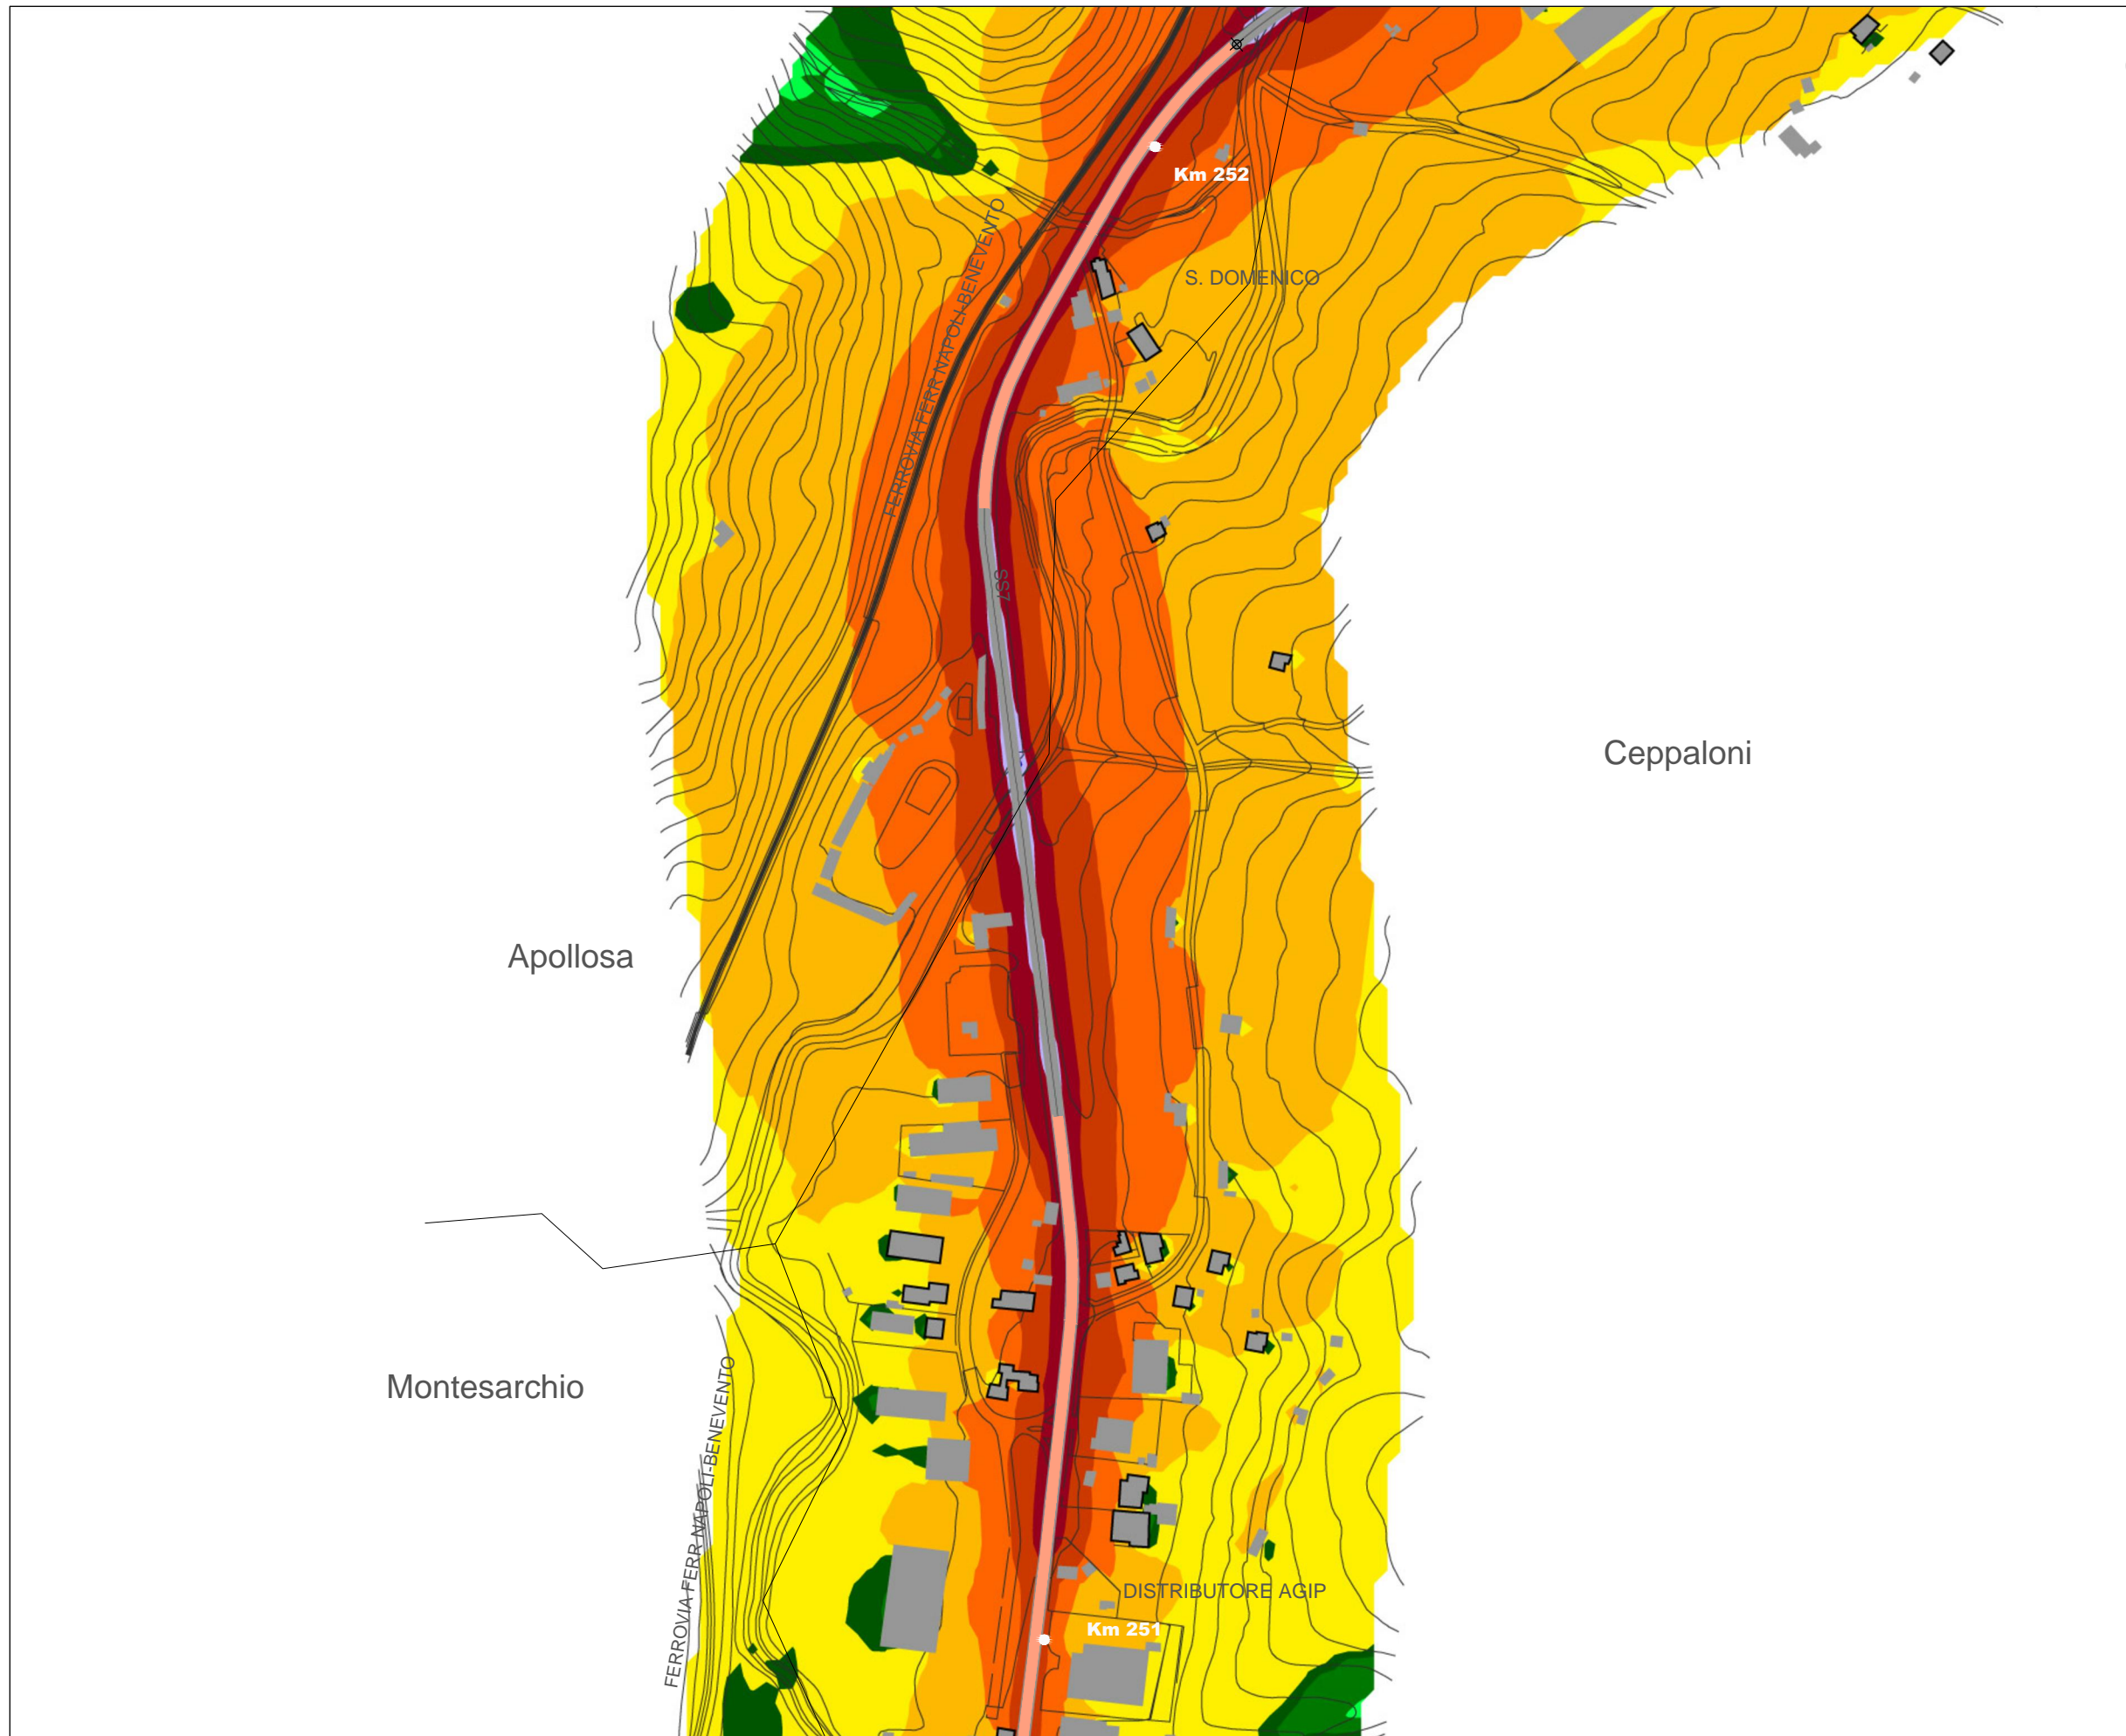 Km 252
FERROVIA FERR NAPOLI-BENEVENTO
S. DOMENICO
SS7
Ceppaloni
Apollosa
Montesarchio
FERROVIA FERR NAPOLI-BENEVENTO
DISTRIBUTORE AGIP
Km 251